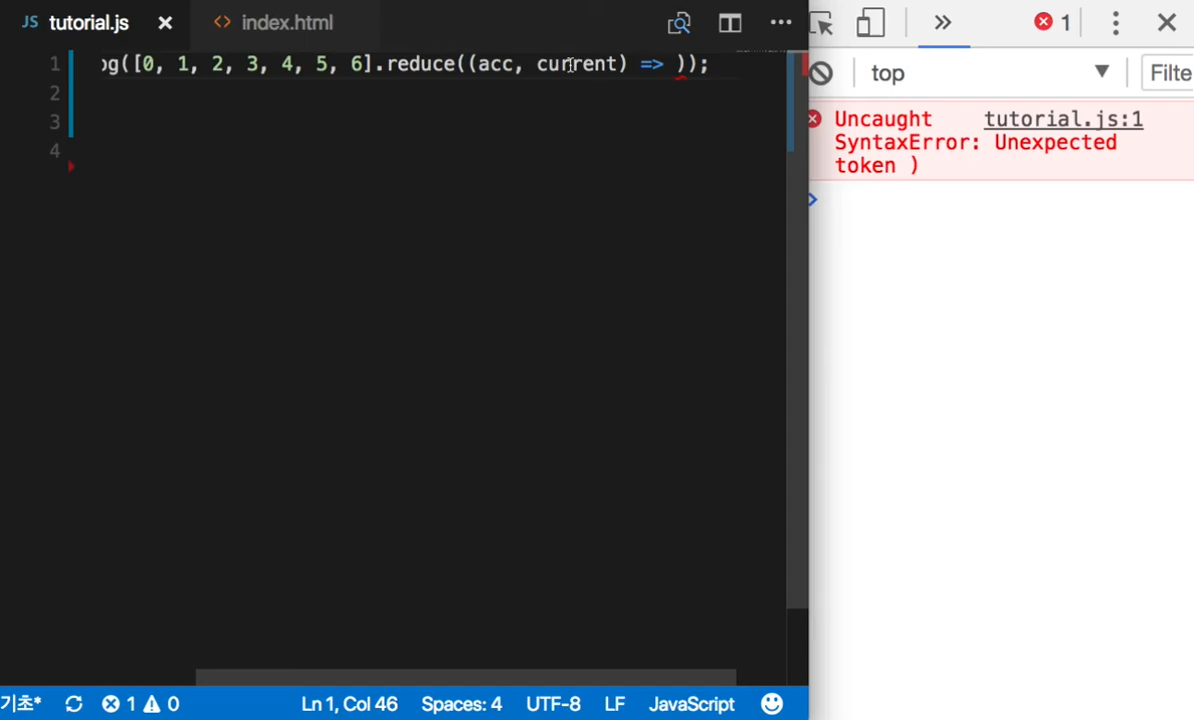 JS tutorial.js
<> index.html
1
top
Filte
1 og([0, 1, 2, 3, 4, 5, 6].reduce((acc, current) => ));
2
3
4
Uncaught tutorial.js:1
SyntaxError: Unexpected
token )
기초* 1 0 Ln 1, Col 46 Spaces: 4 UTF-8 LF JavaScript